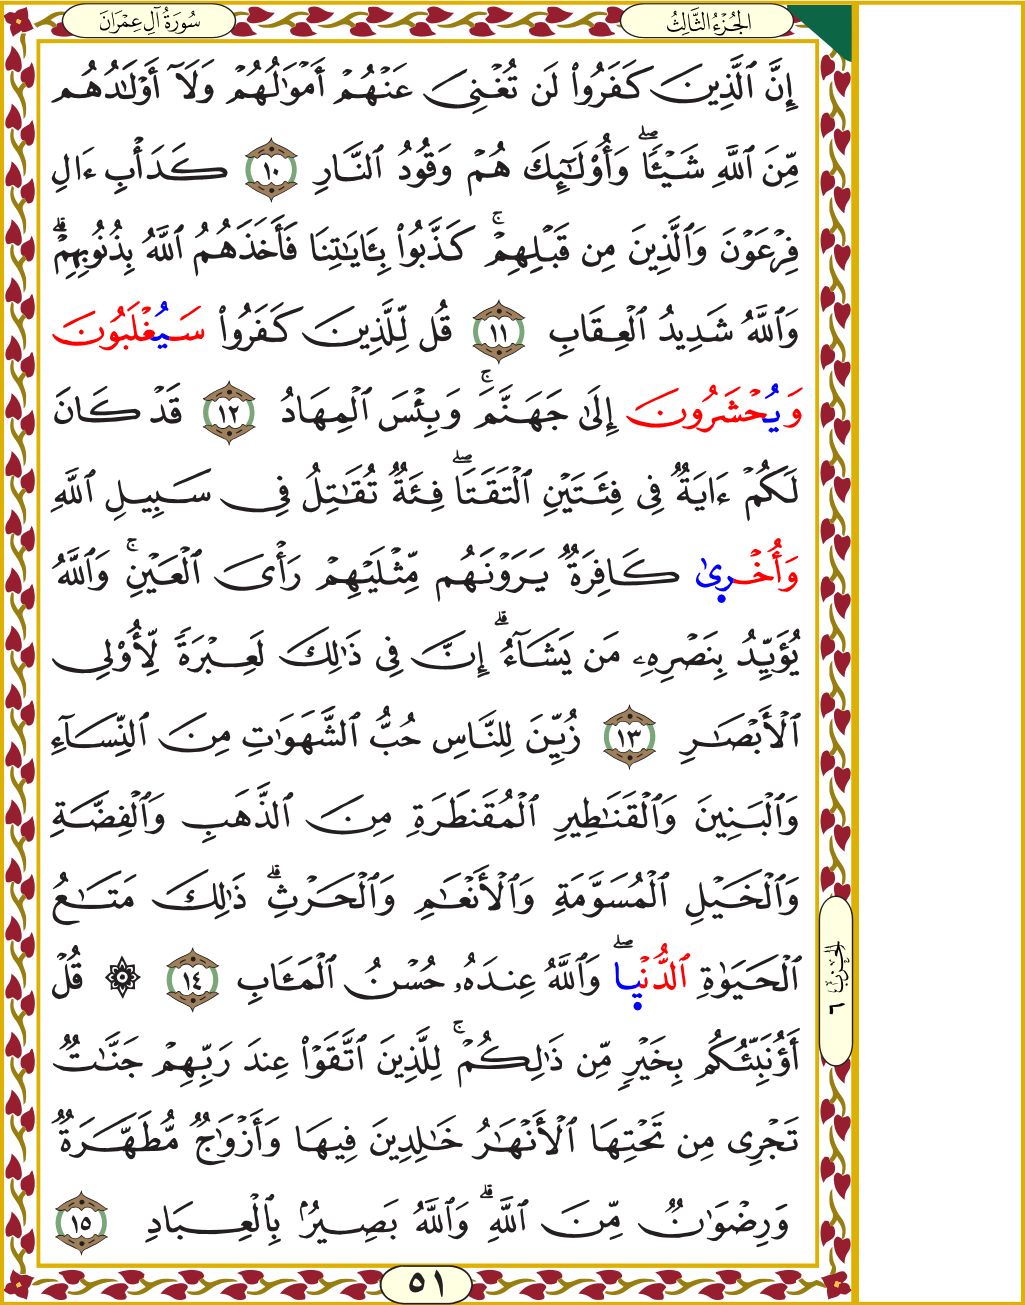 سُورَةُ آلِ عِمْرَان
الجُزْءُ الثَّالِثُ
إِنَّ ٱلَّذِينَ كَفَرُوا۟ لَن تُغْنِىَ عَنْهُمْ أَمْوَٰلُهُمْ وَلَآ أَوْلَـٰدُهُم
مِّنَ ٱللَّهِ شَيْـًٔا ۖ وَأُو۟لَـٰٓئِكَ هُمْ وَقُودُ ٱلنَّارِ ١٠ كَدَأْبِ ءَالِ
فِرْعَوْنَ وَٱلَّذِينَ مِن قَبْلِهِمْ ۚ كَذَّبُوا۟ بِـَٔايَـٰتِنَا فَأَخَذَهُمُ ٱللَّهُ بِذُنُوبِهِمْ ۗ
وَٱللَّهُ شَدِيدُ ٱلْعِقَابِ ١١ قُل لِّلَّذِينَ كَفَرُوا۟ سَيُغْلَبُونَ
وَيُحْشَرُونَ إِلَىٰ جَهَنَّمَ ۚ وَبِئْسَ ٱلْمِهَادُ ١٢ قَدْ كَانَ
لَكُمْ ءَايَةٌ فِى فِئَتَيْنِ ٱلْتَقَتَا ۖ فِئَةٌ تُقَـٰتِلُ فِى سَبِيلِ ٱللَّهِ
وَأُخْرِىٰ كَافِرَةٌ يَرَوْنَهُم مِّثْلَيْهِمْ رَأْىَ ٱلْعَيْنِ ۚ وَٱللَّهُ
يُؤَيِّدُ بِنَصْرِهِۦ مَن يَشَآءُ ۗ إِنَّ فِى ذَٰلِكَ لَعِبْرَةً لِّأُو۟لِى
ٱلْأَبْصَـٰرِ ١٣ زُيِّنَ لِلنَّاسِ حُبُّ ٱلشَّهَوَٰتِ مِنَ ٱلنِّسَآءِ
وَٱلْبَنِينَ وَٱلْقَنَـٰطِيرِ ٱلْمُقَنطَرَةِ مِنَ ٱلذَّهَبِ وَٱلْفِضَّةِ
وَٱلْخَيْلِ ٱلْمُسَوَّمَةِ وَٱلْأَنْعَـٰمِ وَٱلْحَرْثِ ۗ ذَٰلِكَ مَتَـٰعُ
ٱلْحَيَوٰةِ ٱلدُّنْيِا ۖ وَٱللَّهُ عِندَهُۥ حُسْنُ ٱلْمَـَٔابِ ١٤ ۞ قُلْ
أَؤُنَبِّئُكُم بِخَيْرٍ مِّن ذَٰلِكُمْ ۚ لِلَّذِينَ ٱتَّقَوْا۟ عِندَ رَبِّهِمْ جَنَّـٰتٌ
تَجْرِى مِن تَحْتِهَا ٱلْأَنْهَـٰرُ خَـٰلِدِينَ فِيهَا وَأَزْوَٰجٌ مُّطَهَّرَةٌ
وَرِضْوَٰنٌ مِّنَ ٱللَّهِ ۗ وَٱللَّهُ بَصِيرٌۢ بِٱلْعِبَادِ ١٥
الحِزْبُ ٦
٥١